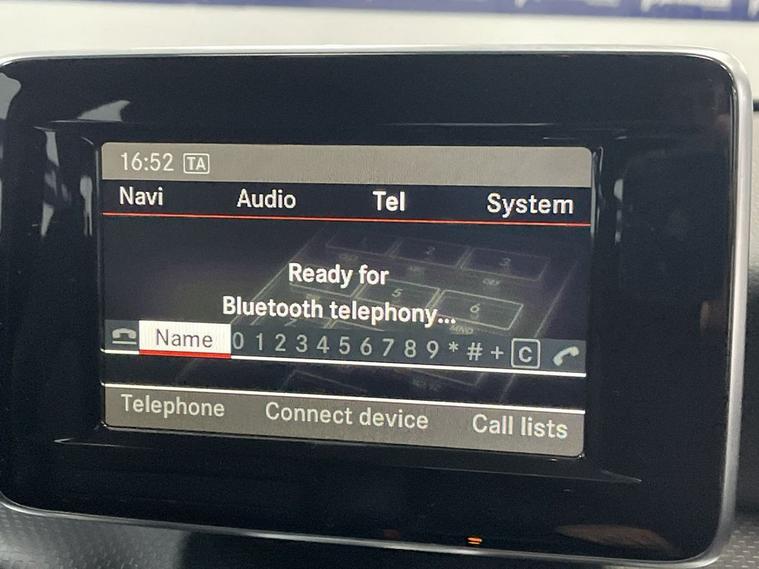 16:52 TA
Navi Audio Tel System
Ready for
Bluetooth telephony...
Name 0 1 2 3 4 5 6 7 8 9 * # + C
Telephone Connect device Call lists